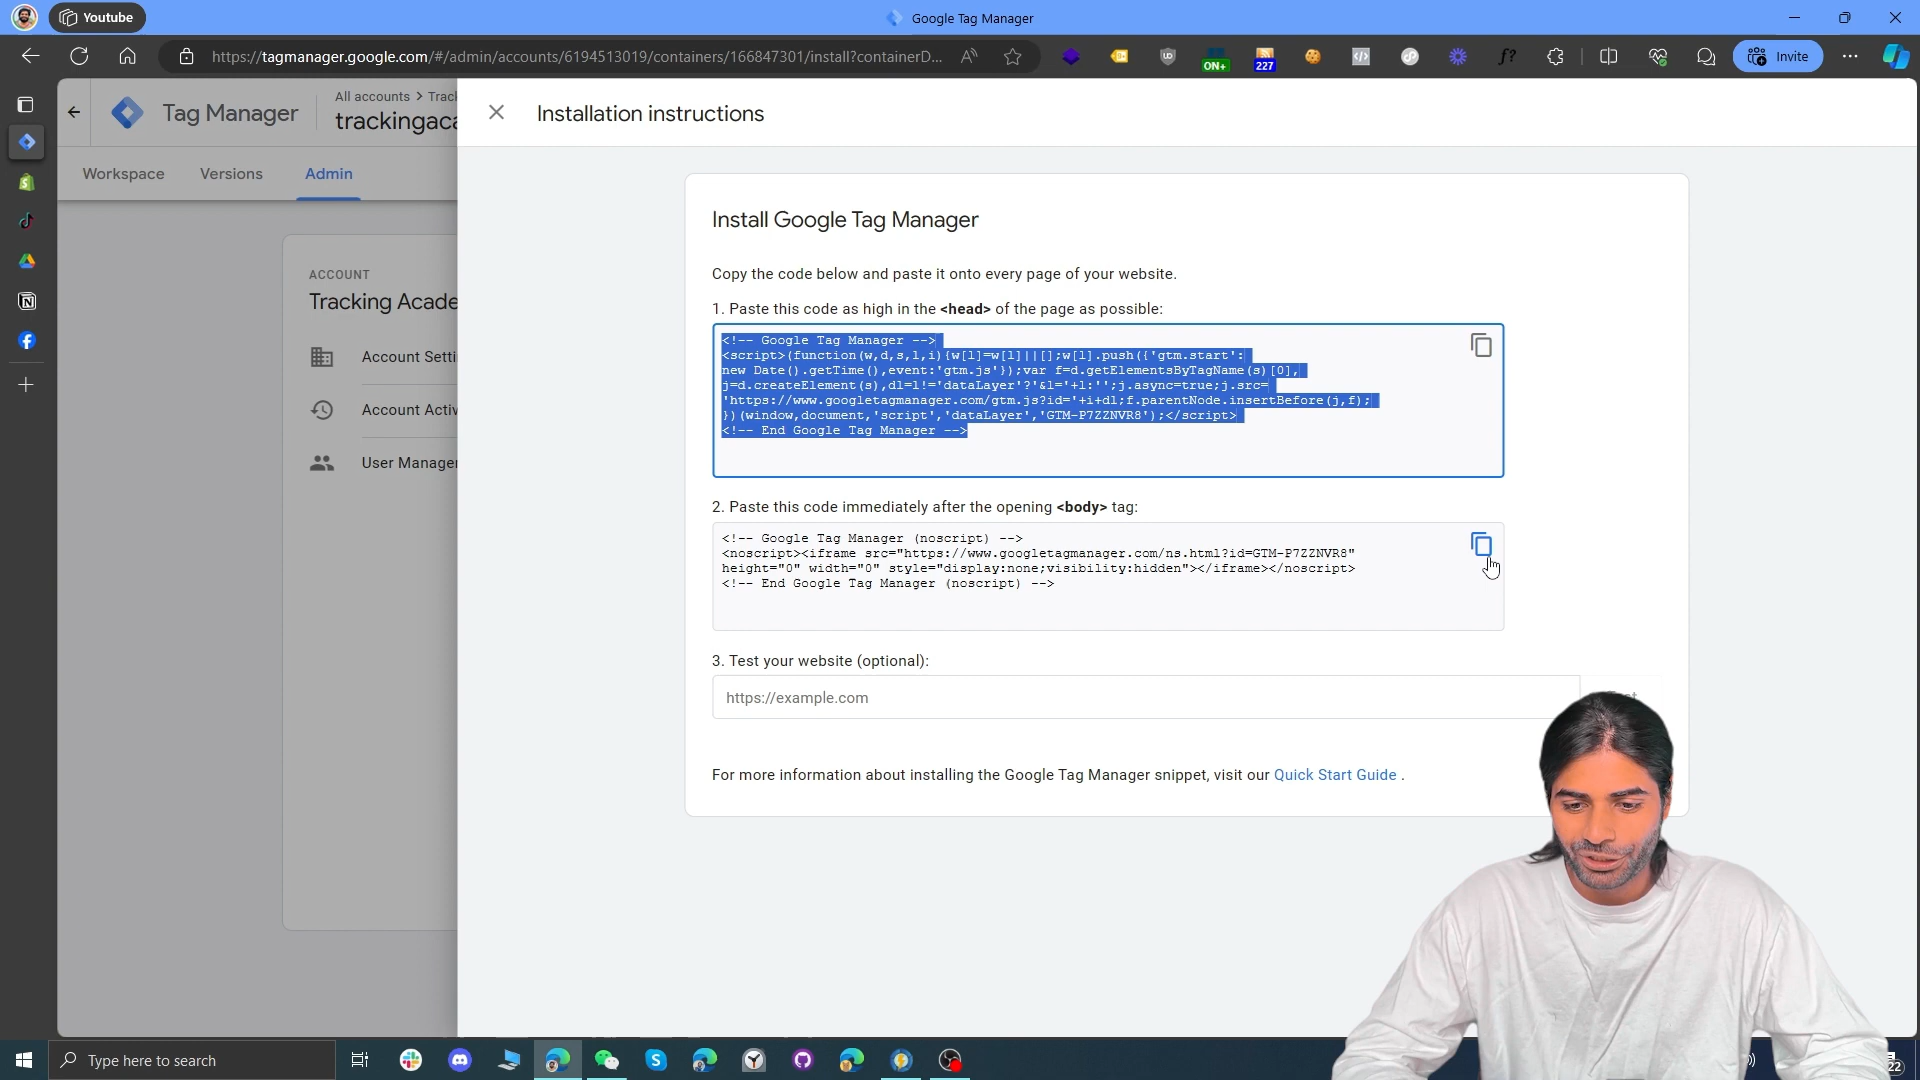 Youtube
Google Tag Manager
https://tagmanager.google.com/#/admin/accounts/6194513019/containers/166847301/install?containerD...
ON+
227
Invite
Tag Manager
All accounts > Track
trackingaca
Installation instructions
Workspace
Versions
Admin
ACCOUNT
Tracking Acade
Account Setti
Account Activ
User Manager
Install Google Tag Manager
Copy the code below and paste it onto every page of your website.
1. Paste this code as high in the <head> of the page as possible:
<!-- Google Tag Manager -->
<script>(function(w,d,s,l,i){w[l]=w[l]||[];w[l].push({'gtm.start':
new Date().getTime(),event:'gtm.js'});var f=d.getElementsByTagName(s)[0],
j=d.createElement(s),dl=l!='dataLayer'?'&l='+l:'';j.async=true;j.src=
'https://www.googletagmanager.com/gtm.js?id='+i+dl;f.parentNode.insertBefore(j,f);
})(window,document,'script','dataLayer','GTM-P7ZZNVR8');</script>
<!-- End Google Tag Manager -->
2. Paste this code immediately after the opening <body> tag:
<!-- Google Tag Manager (noscript) -->
<noscript><iframe src="https://www.googletagmanager.com/ns.html?id=GTM-P7ZZNVR8"
height="0" width="0" style="display:none;visibility:hidden"></iframe></noscript>
<!-- End Google Tag Manager (noscript) -->
3. Test your website (optional):
https://example.com
For more information about installing the Google Tag Manager snippet, visit our Quick Start Guide .
Type here to search
22